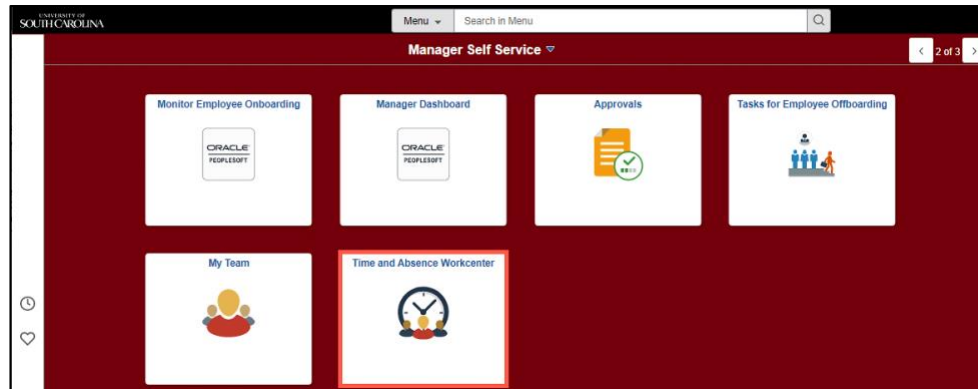 UNIVERSITY OF
SOUTH CAROLINA
Menu
Search in Menu
Manager Self Service
2 of 3
Monitor Employee Onboarding
Manager Dashboard
Approvals
Tasks for Employee Offboarding
ORACLE
PEOPLESOFT
ORACLE
PEOPLESOFT
My Team
Time and Absence Workcenter